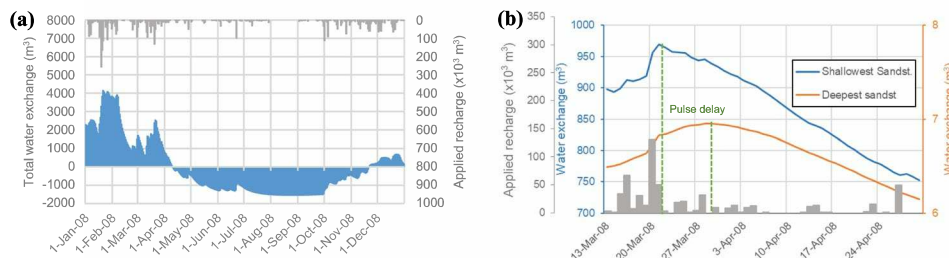 (a)
Total water exchange (m³)
8000
7000
6000
5000
4000
3000
2000
1000
0
-1000
-2000
0
100
200
300
400
500
600
700
800
900
1000
Applied recharge (x10³ m³)
1-Jan-08
1-Feb-08
1-Mar-08
1-Apr-08
1-May-08
1-Jun-08
1-Jul-08
1-Aug-08
1-Sep-08
1-Oct-08
1-Nov-08
1-Dec-08
(b)
Applied recharge (x10³ m³)
350
300
250
200
150
100
50
0
Water exchange (m³)
1000
950
900
850
800
750
700
Pulse delay
Shallowest Sandst.
Deepest sandst
8
7
6
13-Mar-08
20-Mar-08
27-Mar-08
3-Apr-08
10-Apr-08
17-Apr-08
24-Apr-08